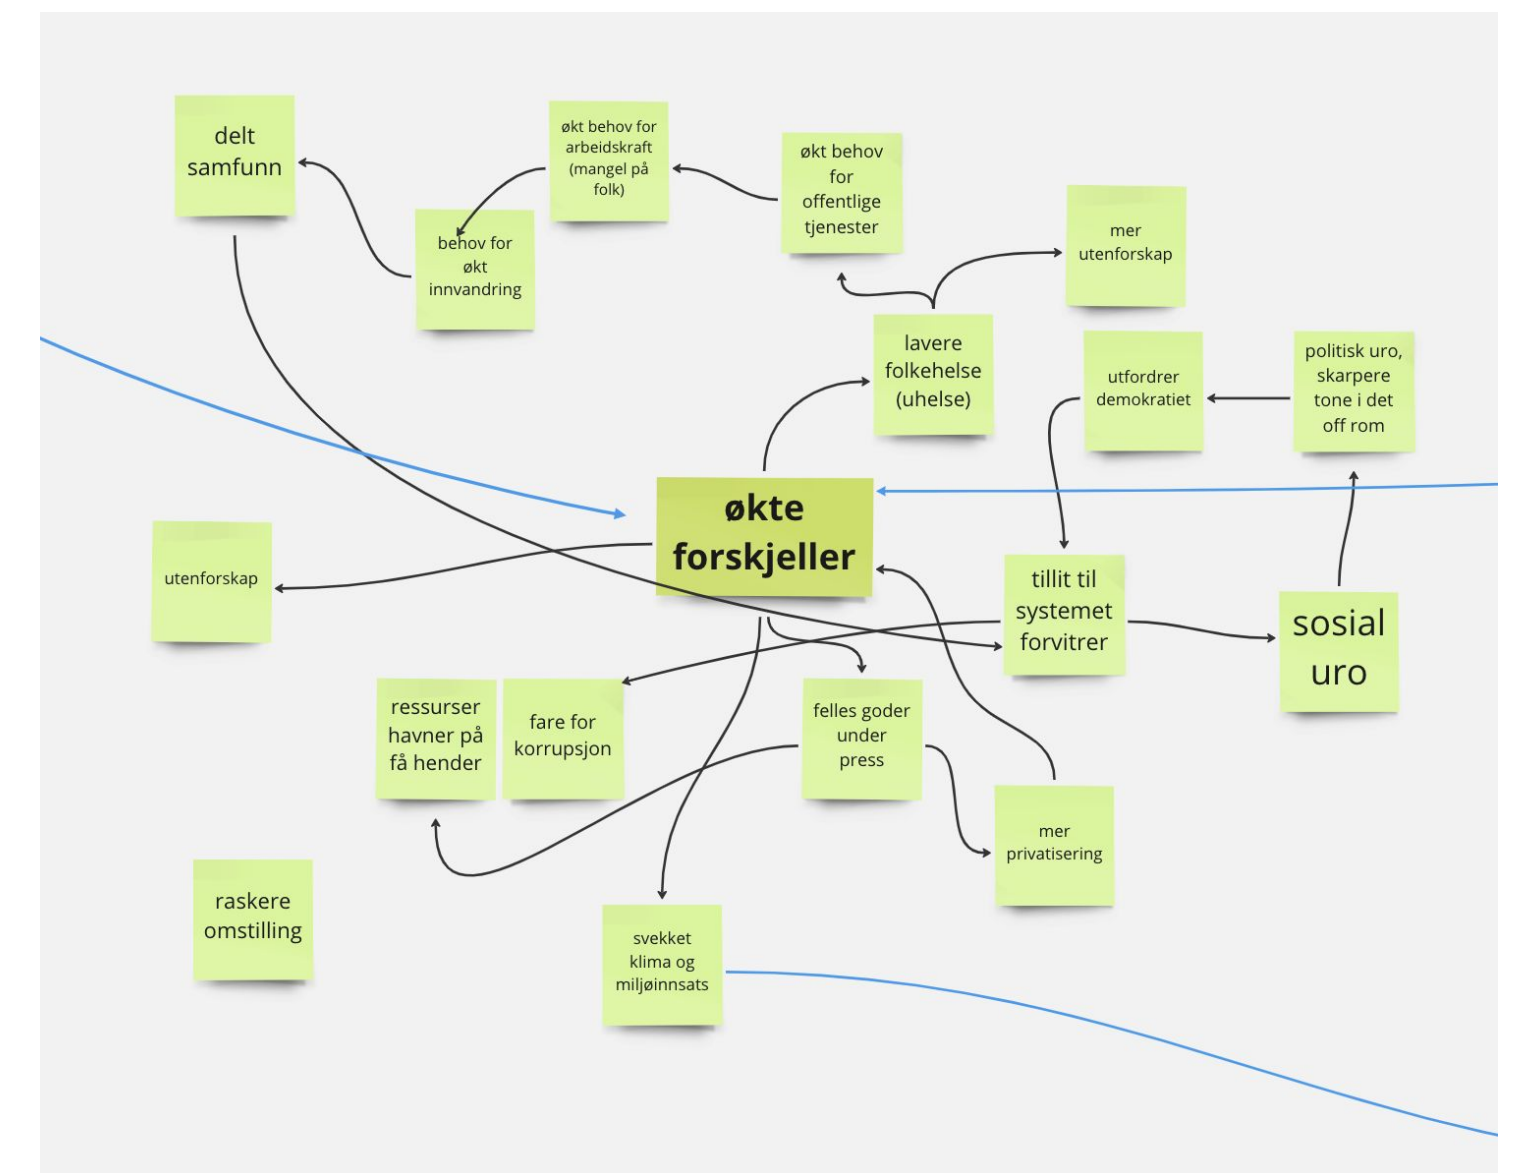 delt
samfunn
økt behov for
arbeidskraft
(mangel på
folk)
økt behov
for
offentlige
tjenester
behov for
økt
innvandring
mer
utenforskap
lavere
folkehelse
(uhelse)
utfordrer
demokratiet
politisk uro,
skarpere
tone i det
off rom
økte
forskjeller
utenforskap
tillit til
systemet
forvitrer
sosial
uro
ressurser
havner på
få hender
fare for
korrupsjon
felles goder
under
press
mer
privatisering
raskere
omstilling
svekket
klima og
miljøinnsats